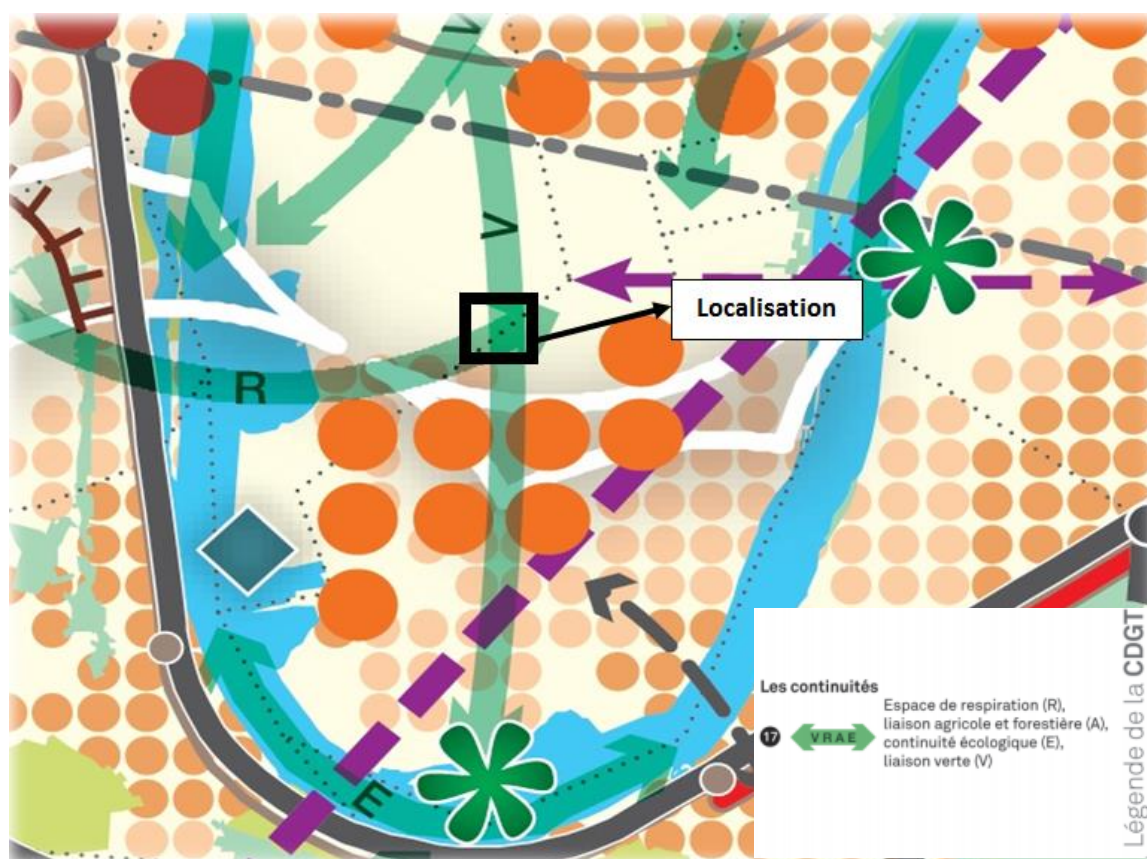 V
V
Localisation
R
E
Les continuités
17 VRAE
Espace de respiration (R),
liaison agricole et forestière (A),
continuité écologique (E),
liaison verte (V)
Légende de la CDGT